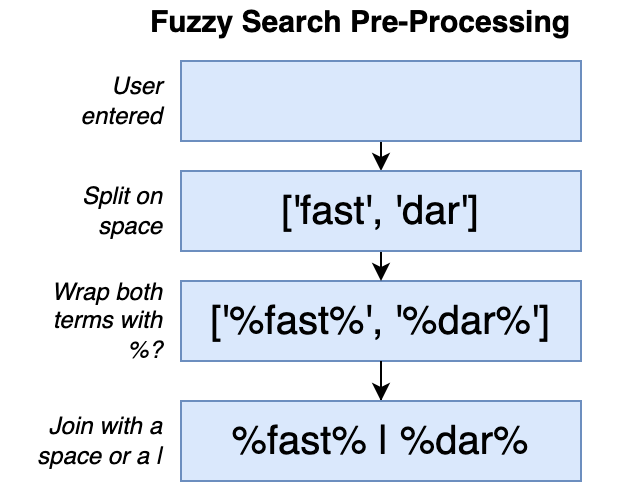 Fuzzy Search Pre-Processing
User
entered
Split on
space
['fast', 'dar']
Wrap both
terms with
%?
['%fast%', '%dar%']
Join with a
space or a |
%fast% | %dar%